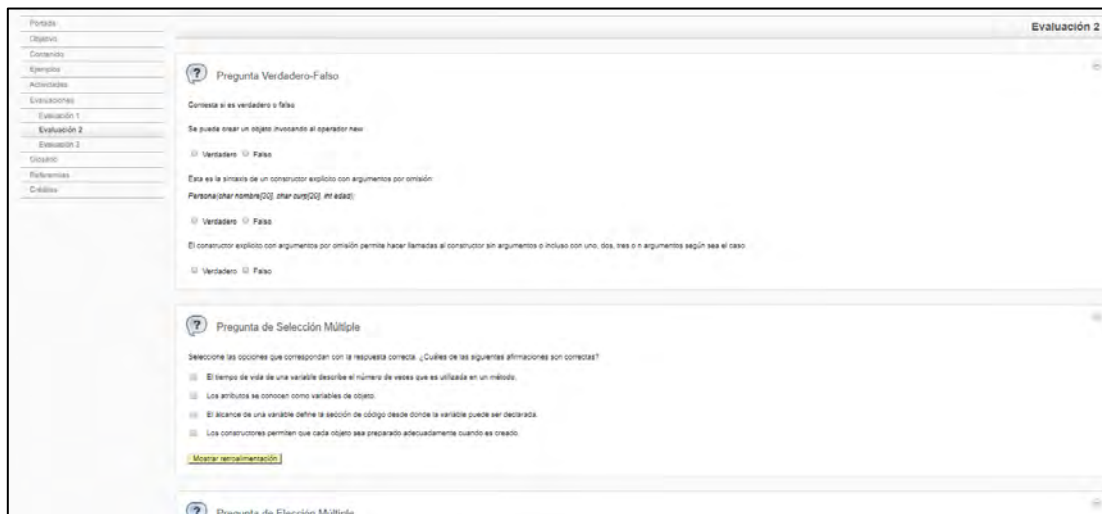 Portada
Objetivo
Contenido
Ejemplos
Actividades
Evaluaciones
Evaluación 1
Evaluación 2
Evaluación 3
Glosario
Referencias
Créditos
Evaluación 2
Pregunta Verdadero-Falso
Contesta si es verdadero o falso
Se puede crear un objeto invocando al operador new
Verdadero Falso
Esta es la sintaxis de un constructor explícito con argumentos por omisión:
Persona(char nombre[30], char curp[20], int edad);
Verdadero Falso
El constructor explícito con argumentos por omisión permite hacer llamadas al constructor sin argumentos o incluso con uno, dos, tres o n argumentos según sea el caso
Verdadero Falso
Pregunta de Selección Múltiple
Seleccione las opciones que correspondan con la respuesta correcta. ¿Cuáles de las siguientes afirmaciones son correctas?
El tiempo de vida de una variable describe el número de veces que es utilizada en un método.
Los atributos se conocen como variables de objeto.
El alcance de una variable define la sección de código desde donde la variable puede ser declarada.
Los constructores permiten que cada objeto sea preparado adecuadamente cuando es creado.
Mostrar retroalimentación
Pregunta de Elección Múltiple